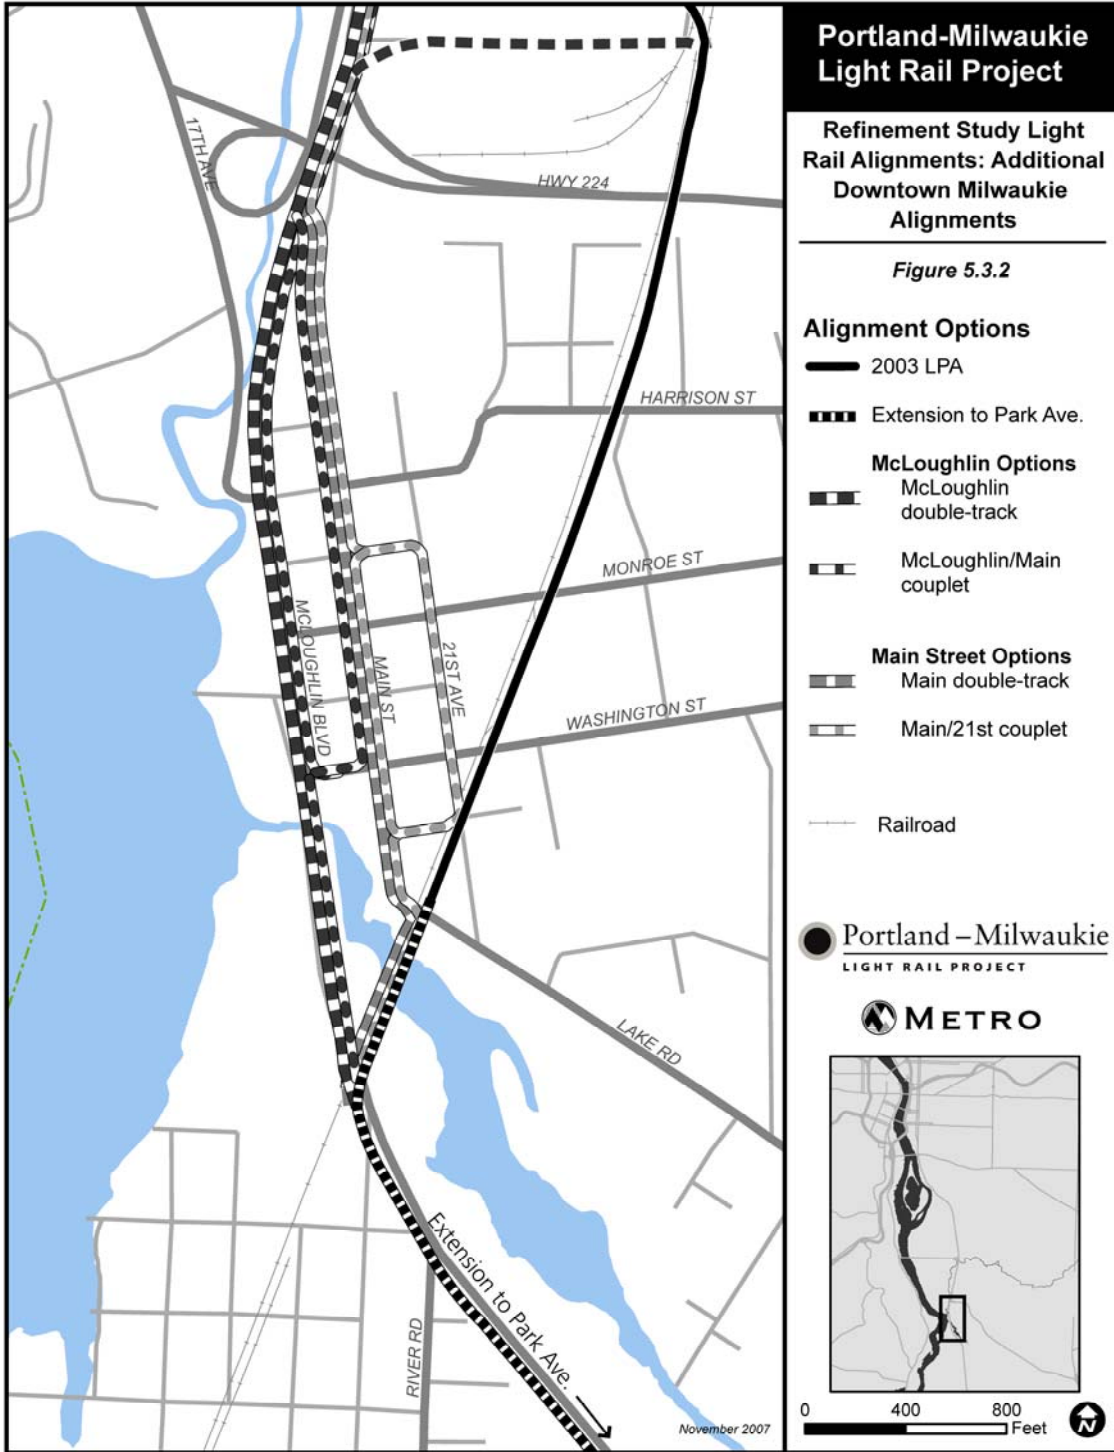 Portland-Milwaukie
Light Rail Project
Refinement Study Light
Rail Alignments: Additional
Downtown Milwaukie
Alignments
Figure 5.3.2
Alignment Options
2003 LPA
Extension to Park Ave.
McLoughlin Options
McLoughlin
double-track
McLoughlin/Main
couplet
Main Street Options
Main double-track
Main/21st couplet
Railroad
Portland – Milwaukie
LIGHT RAIL PROJECT
METRO
0 400 800
Feet
N
17TH AVE
HWY 224
HARRISON ST
MONROE ST
MCLOUGHLIN BLVD
MAIN ST
21ST AVE
WASHINGTON ST
LAKE RD
Extension to Park Ave.
RIVER RD
November 2007